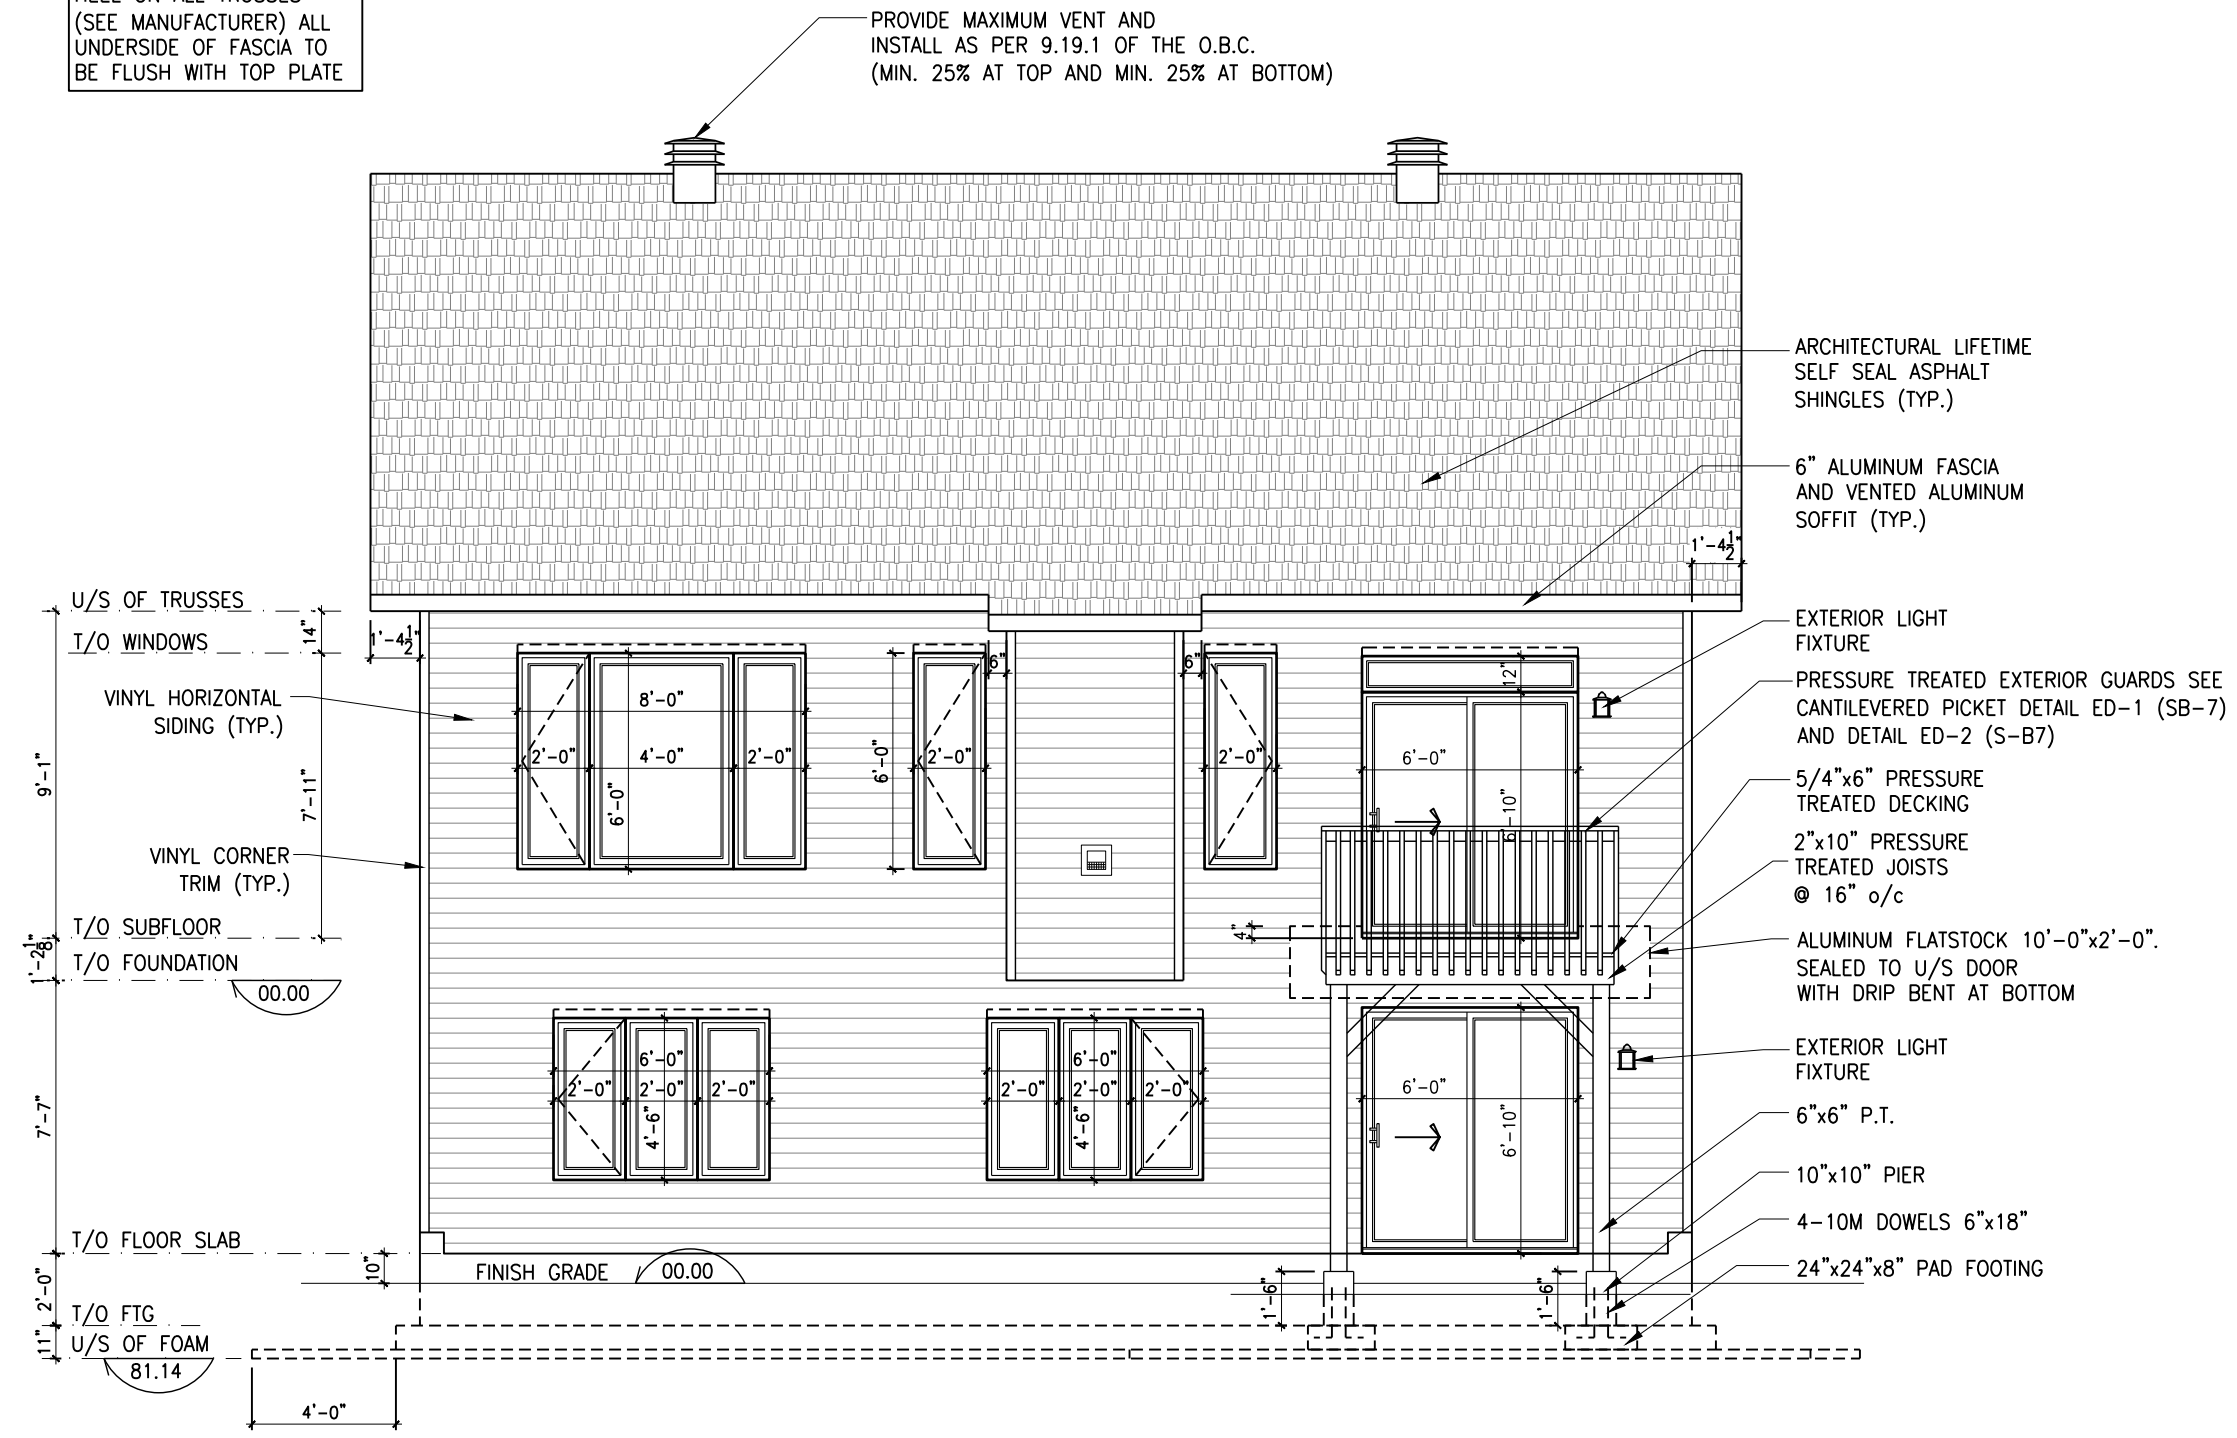 (SEE MANUFACTURER) ALL
UNDERSIDE OF FASCIA TO
BE FLUSH WITH TOP PLATE
PROVIDE MAXIMUM VENT AND
INSTALL AS PER 9.19.1 OF THE O.B.C.
(MIN. 25% AT TOP AND MIN. 25% AT BOTTOM)
ARCHITECTURAL LIFETIME
SELF SEAL ASPHALT
SHINGLES (TYP.)
6" ALUMINUM FASCIA
AND VENTED ALUMINUM
SOFFIT (TYP.)
1'-4 1/2"
EXTERIOR LIGHT
FIXTURE
PRESSURE TREATED EXTERIOR GUARDS SEE
CANTILEVERED PICKET DETAIL ED-1 (SB-7)
AND DETAIL ED-2 (S-B7)
5/4"x6" PRESSURE
TREATED DECKING
2"x10" PRESSURE
TREATED JOISTS
@ 16" o/c
ALUMINUM FLATSTOCK 10'-0"x2'-0".
SEALED TO U/S DOOR
WITH DRIP BENT AT BOTTOM
EXTERIOR LIGHT
FIXTURE
6"x6" P.T.
10"x10" PIER
4-10M DOWELS 6"x18"
24"x24"x8" PAD FOOTING
U/S OF TRUSSES
T/O WINDOWS
14"
1'-4 1/2"
VINYL HORIZONTAL
SIDING (TYP.)
9'-1"
7'-11"
VINYL CORNER
TRIM (TYP.)
T/O SUBFLOOR
1'-2 1/8"
T/O FOUNDATION
00.00
7'-7"
T/O FLOOR SLAB
10"
2'-0"
T/O FTG
11"
U/S OF FOAM
81.14
4'-0"
FINISH GRADE
00.00
8'-0"
2'-0"
4'-0"
2'-0"
6'-0"
6'-0"
2'-0"
6"
6"
2'-0"
12"
6'-0"
6'-10"
4"
6'-0"
2'-0"
2'-0"
2'-0"
4'-6"
6'-0"
2'-0"
2'-0"
2'-0"
4'-6"
6'-0"
6'-10"
1'-6"
1'-6"